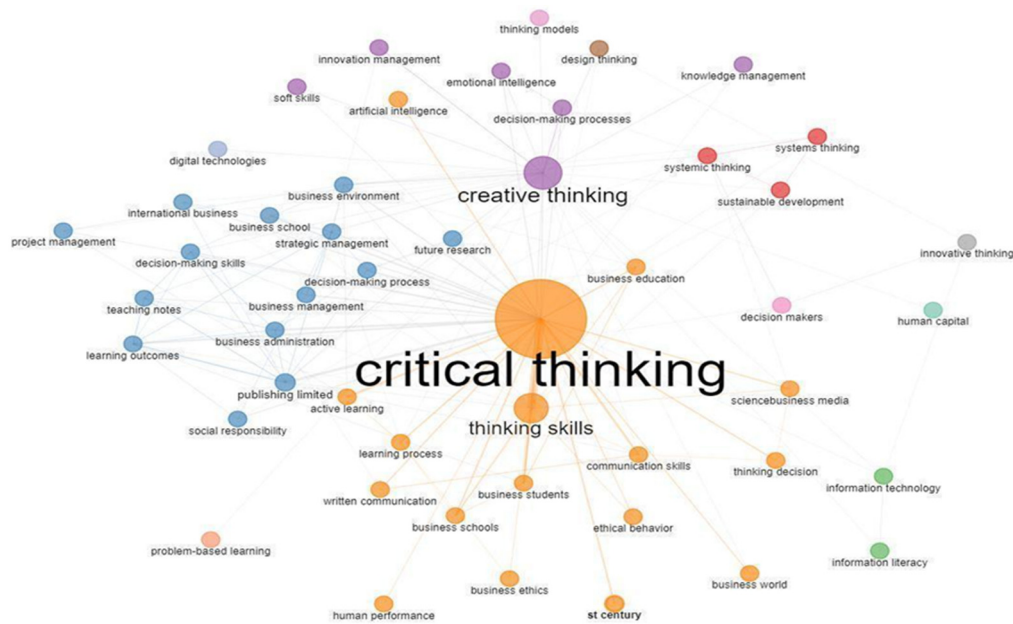 thinking models
innovation management
design thinking
emotional intelligence
knowledge management
soft skills
artificial intelligence
decision-making processes
systems thinking
digital technologies
systemic thinking
creative thinking
business environment
sustainable development
international business
business school
project management
strategic management
future research
innovative thinking
decision-making skills
decision-making process
business education
teaching notes
business management
decision makers
human capital
business administration
learning outcomes
critical thinking
publishing limited
sciencebusiness media
active learning
social responsibility
thinking skills
learning process
communication skills
thinking decision
information technology
written communication
business students
business schools
ethical behavior
problem-based learning
information literacy
business world
business ethics
human performance
st century